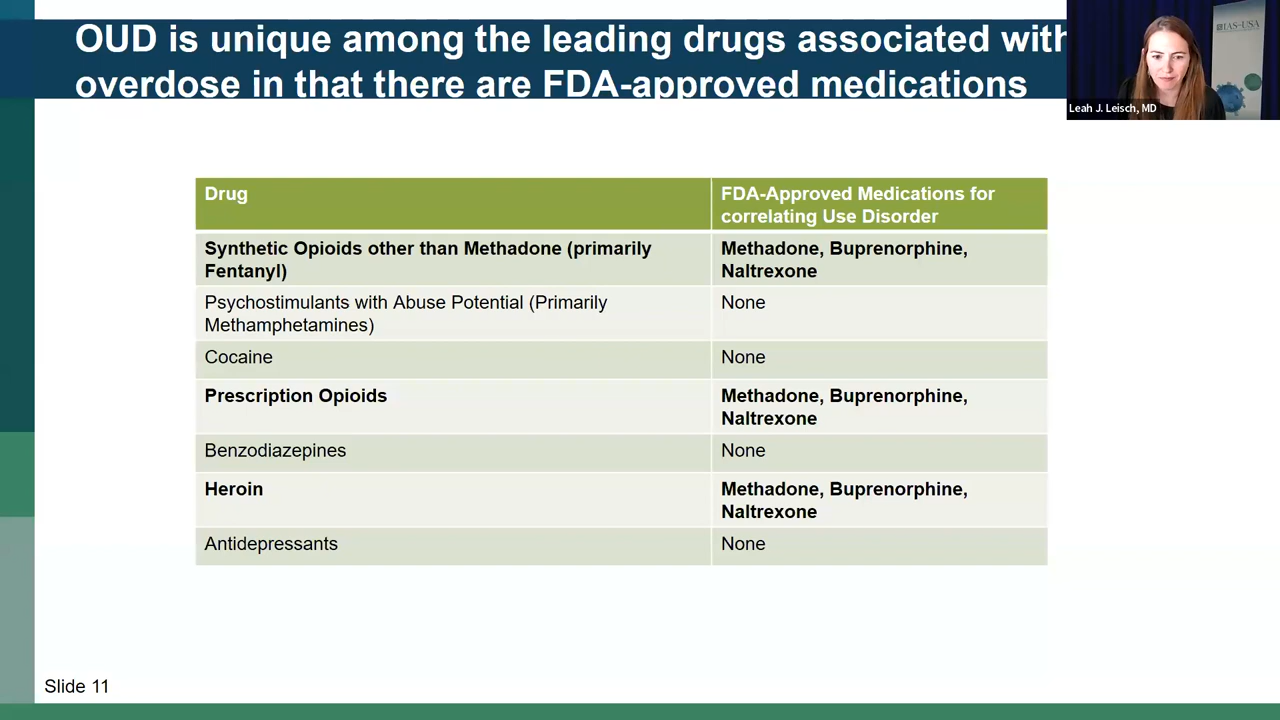 OUD is unique among the leading drugs associated with
overdose in that there are FDA-approved medications
IAS-USA
Leah J. Leisch, MD
Drug
FDA-Approved Medications for
correlating Use Disorder
Synthetic Opioids other than Methadone (primarily
Fentanyl)
Methadone, Buprenorphine,
Naltrexone
Psychostimulants with Abuse Potential (Primarily
Methamphetamines)
None
Cocaine
None
Prescription Opioids
Methadone, Buprenorphine,
Naltrexone
Benzodiazepines
None
Heroin
Methadone, Buprenorphine,
Naltrexone
Antidepressants
None
Slide 11